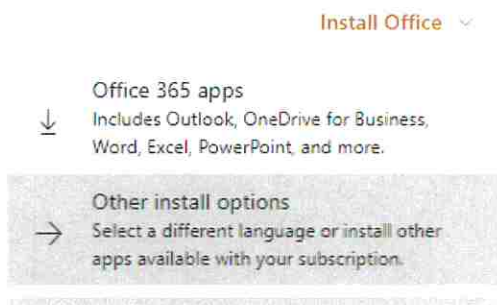 Install Office
Office 365 apps
Includes Outlook, OneDrive for Business,
Word, Excel, PowerPoint, and more.
Other install options
Select a different language or install other
apps available with your subscription.